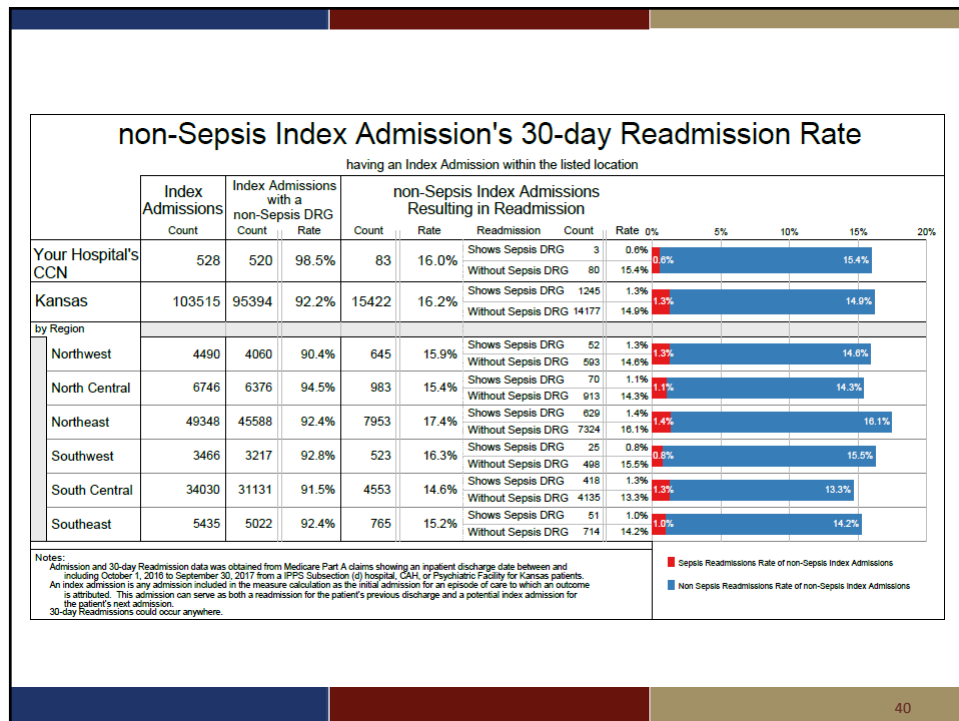 non-Sepsis Index Admission's 30-day Readmission Rate
having an Index Admission within the listed location
Index Admissions
Index Admissions with a non-Sepsis DRG
non-Sepsis Index Admissions Resulting in Readmission
Count Count Rate Count Rate Readmission Count Rate 0% 5% 10% 15% 20%
Your Hospital's CCN 528 520 98.5% 83 16.0%
Shows Sepsis DRG 3 0.6%
Without Sepsis DRG 80 15.4%
0.6% 15.4%
Kansas 103515 95394 92.2% 15422 16.2%
Shows Sepsis DRG 1245 1.3%
Without Sepsis DRG 14177 14.9%
1.3% 14.9%
by Region
Northwest 4490 4060 90.4% 645 15.9%
Shows Sepsis DRG 52 1.3%
Without Sepsis DRG 593 14.6%
1.3% 14.6%
North Central 6746 6376 94.5% 983 15.4%
Shows Sepsis DRG 70 1.1%
Without Sepsis DRG 913 14.3%
1.1% 14.3%
Northeast 49348 45588 92.4% 7953 17.4%
Shows Sepsis DRG 629 1.4%
Without Sepsis DRG 7324 16.1%
1.4% 16.1%
Southwest 3466 3217 92.8% 523 16.3%
Shows Sepsis DRG 25 0.8%
Without Sepsis DRG 498 15.5%
0.8% 15.5%
South Central 34030 31131 91.5% 4553 14.6%
Shows Sepsis DRG 418 1.3%
Without Sepsis DRG 4135 13.3%
1.3% 13.3%
Southeast 5435 5022 92.4% 765 15.2%
Shows Sepsis DRG 51 1.0%
Without Sepsis DRG 714 14.2%
1.0% 14.2%
Notes:
Admission and 30-day Readmission data was obtained from Medicare Part A claims showing an inpatient discharge date between and
including October 1, 2016 to September 30, 2017 from a IPPS Subsection (d) hospital, CAH, or Psychiatric Facility for Kansas patients.
An index admission is any admission included in the measure calculation as the initial admission for an episode of care to which an outcome
is attributed. This admission can serve as both a readmission for the patient's previous discharge and a potential index admission for
the patient's next admission.
30-day Readmissions could occur anywhere.
Sepsis Readmissions Rate of non-Sepsis Index Admissions
Non Sepsis Readmissions Rate of non-Sepsis Index Admissions
40